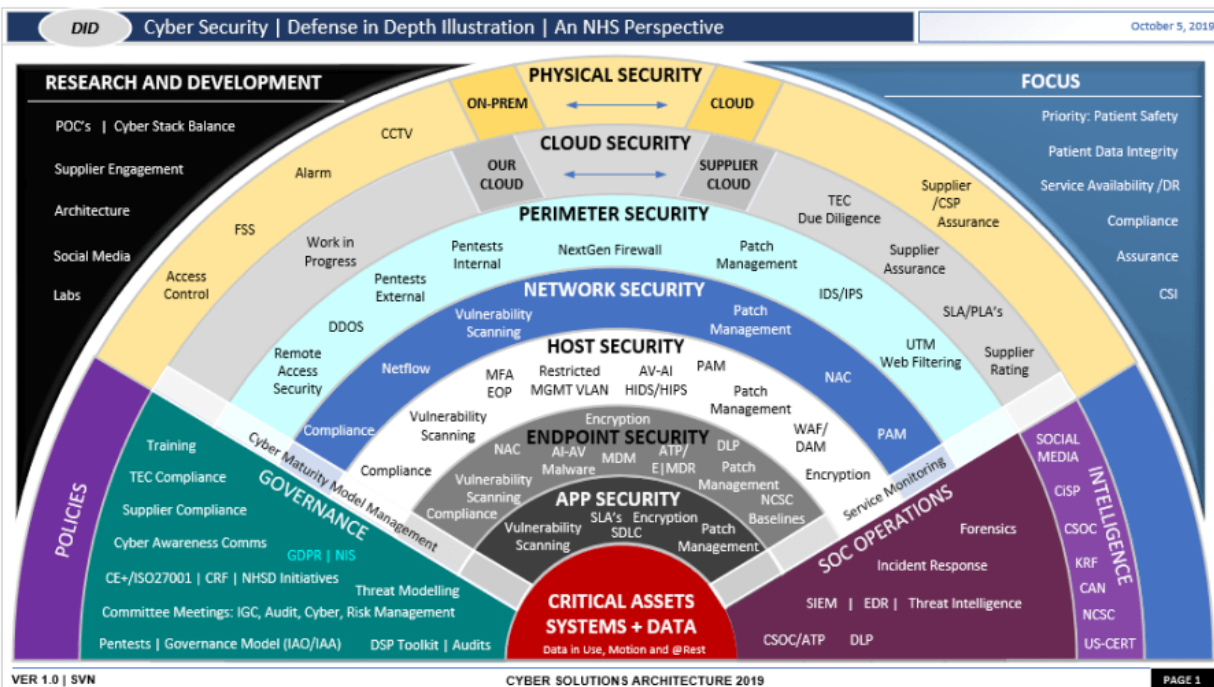 DID
Cyber Security | Defense in Depth Illustration | An NHS Perspective
October 5, 2019
RESEARCH AND DEVELOPMENT
POC's | Cyber Stack Balance
Supplier Engagement
Architecture
Social Media
Labs
PHYSICAL SECURITY
ON-PREM
CLOUD
CCTV
Alarm
FSS
Access
Control
Supplier
/CSP
Assurance
FOCUS
Priority: Patient Safety
Patient Data Integrity
Service Availability /DR
Compliance
Assurance
CSI
CLOUD SECURITY
OUR
CLOUD
SUPPLIER
CLOUD
Work in
Progress
TEC
Due Diligence
Supplier
Assurance
SLA/PLA's
Supplier
Rating
PERIMETER SECURITY
Remote
Access
Security
DDOS
Pentests
External
Pentests
Internal
NextGen Firewall
Patch
Management
IDS/IPS
UTM
Web Filtering
NETWORK SECURITY
Compliance
Netflow
Vulnerability
Scanning
Patch
Management
NAC
PAM
HOST SECURITY
Compliance
Vulnerability
Scanning
MFA
EOP
Restricted
MGMT VLAN
AV-AI
HIDS/HIPS
PAM
Patch
Management
WAF/
DAM
Encryption
ENDPOINT SECURITY
Encryption
Compliance
Vulnerability
Scanning
NAC
AI-AV
Malware
MDM
ATP/
E|MDR
DLP
Patch
Management
NCSC
Baselines
APP SECURITY
Vulnerability
Scanning
SLA's
SDLC
Encryption
Patch
Management
CRITICAL ASSETS
SYSTEMS + DATA
Data in Use, Motion and @Rest
Cyber Maturity Model Management
Service Monitoring
POLICIES
GOVERNANCE
Training
TEC Compliance
Supplier Compliance
Cyber Awareness Comms
GDPR | NIS
CE+/ISO27001 | CRF | NHSD Initiatives
Threat Modelling
Committee Meetings: IGC, Audit, Cyber, Risk Management
Pentests | Governance Model (IAO/IAA)
DSP Toolkit | Audits
SOC OPERATIONS
Forensics
Incident Response
SIEM | EDR | Threat Intelligence
CSOC/ATP
DLP
INTELLIGENCE
SOCIAL
MEDIA
CiSP
CSOC
KRF
CAN
NCSC
US-CERT
VER 1.0 | SVN
CYBER SOLUTIONS ARCHITECTURE 2019
PAGE 1